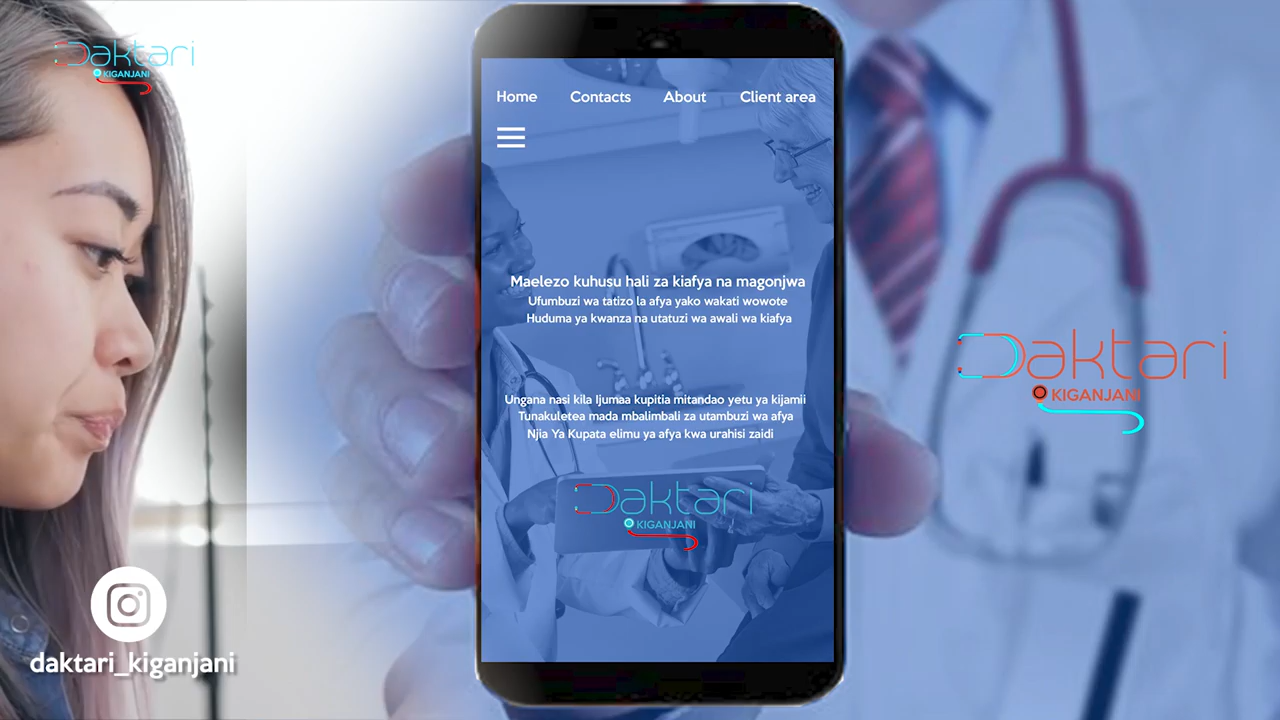 Daktari
KIGANJANI
Home Contacts About Client area
Maelezo kuhusu hali za kiafya na magonjwa
Ufumbuzi wa tatizo la afya yako wakati wowote
Huduma ya kwanza na utatuzi wa awali wa kiafya
Ungana nasi kila Ijumaa kupitia mitandao yetu ya kijamii
Tunakuletea mada mbalimbali za utambuzi wa afya
Njia Ya Kupata elimu ya afya kwa urahisi zaidi
Daktari
KIGANJANI
Daktari
KIGANJANI
daktari_kiganjani